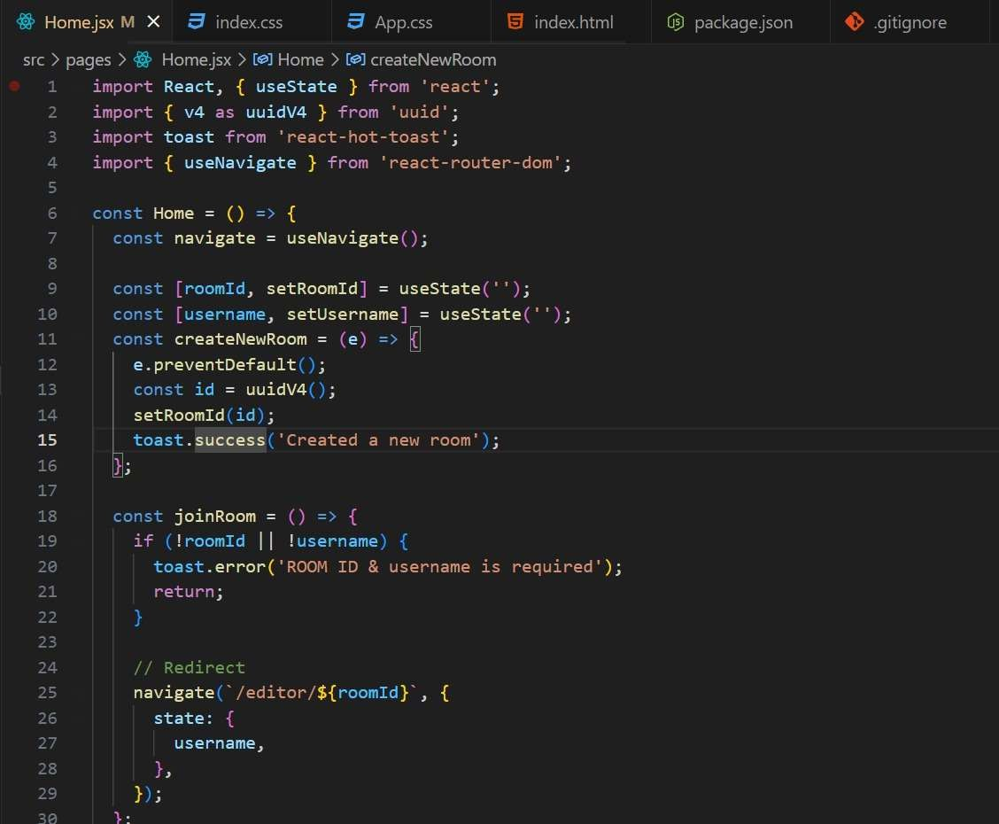 Home.jsx M index.css App.css index.html package.json .gitignore
src > pages > Home.jsx > Home > createNewRoom
1 import React, { useState } from 'react';
2 import { v4 as uuidV4 } from 'uuid';
3 import toast from 'react-hot-toast';
4 import { useNavigate } from 'react-router-dom';
5
6 const Home = () => {
7 const navigate = useNavigate();
8
9 const [roomId, setRoomId] = useState('');
10 const [username, setUsername] = useState('');
11 const createNewRoom = (e) => {
12 e.preventDefault();
13 const id = uuidV4();
14 setRoomId(id);
15 toast.success('Created a new room');
16 };
17
18 const joinRoom = () => {
19 if (!roomId || !username) {
20 toast.error('ROOM ID & username is required');
21 return;
22 }
23
24 // Redirect
25 navigate(`/editor/${roomId}`, {
26 state: {
27 username,
28 },
29 });
30 };